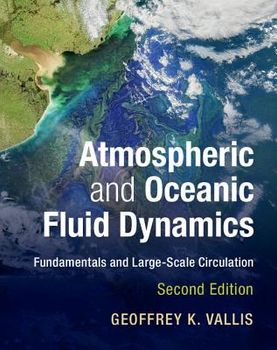 Atmospheric
and Oceanic
Fluid Dynamics
Fundamentals and Large-Scale Circulation
Second Edition
GEOFFREY K. VALLIS